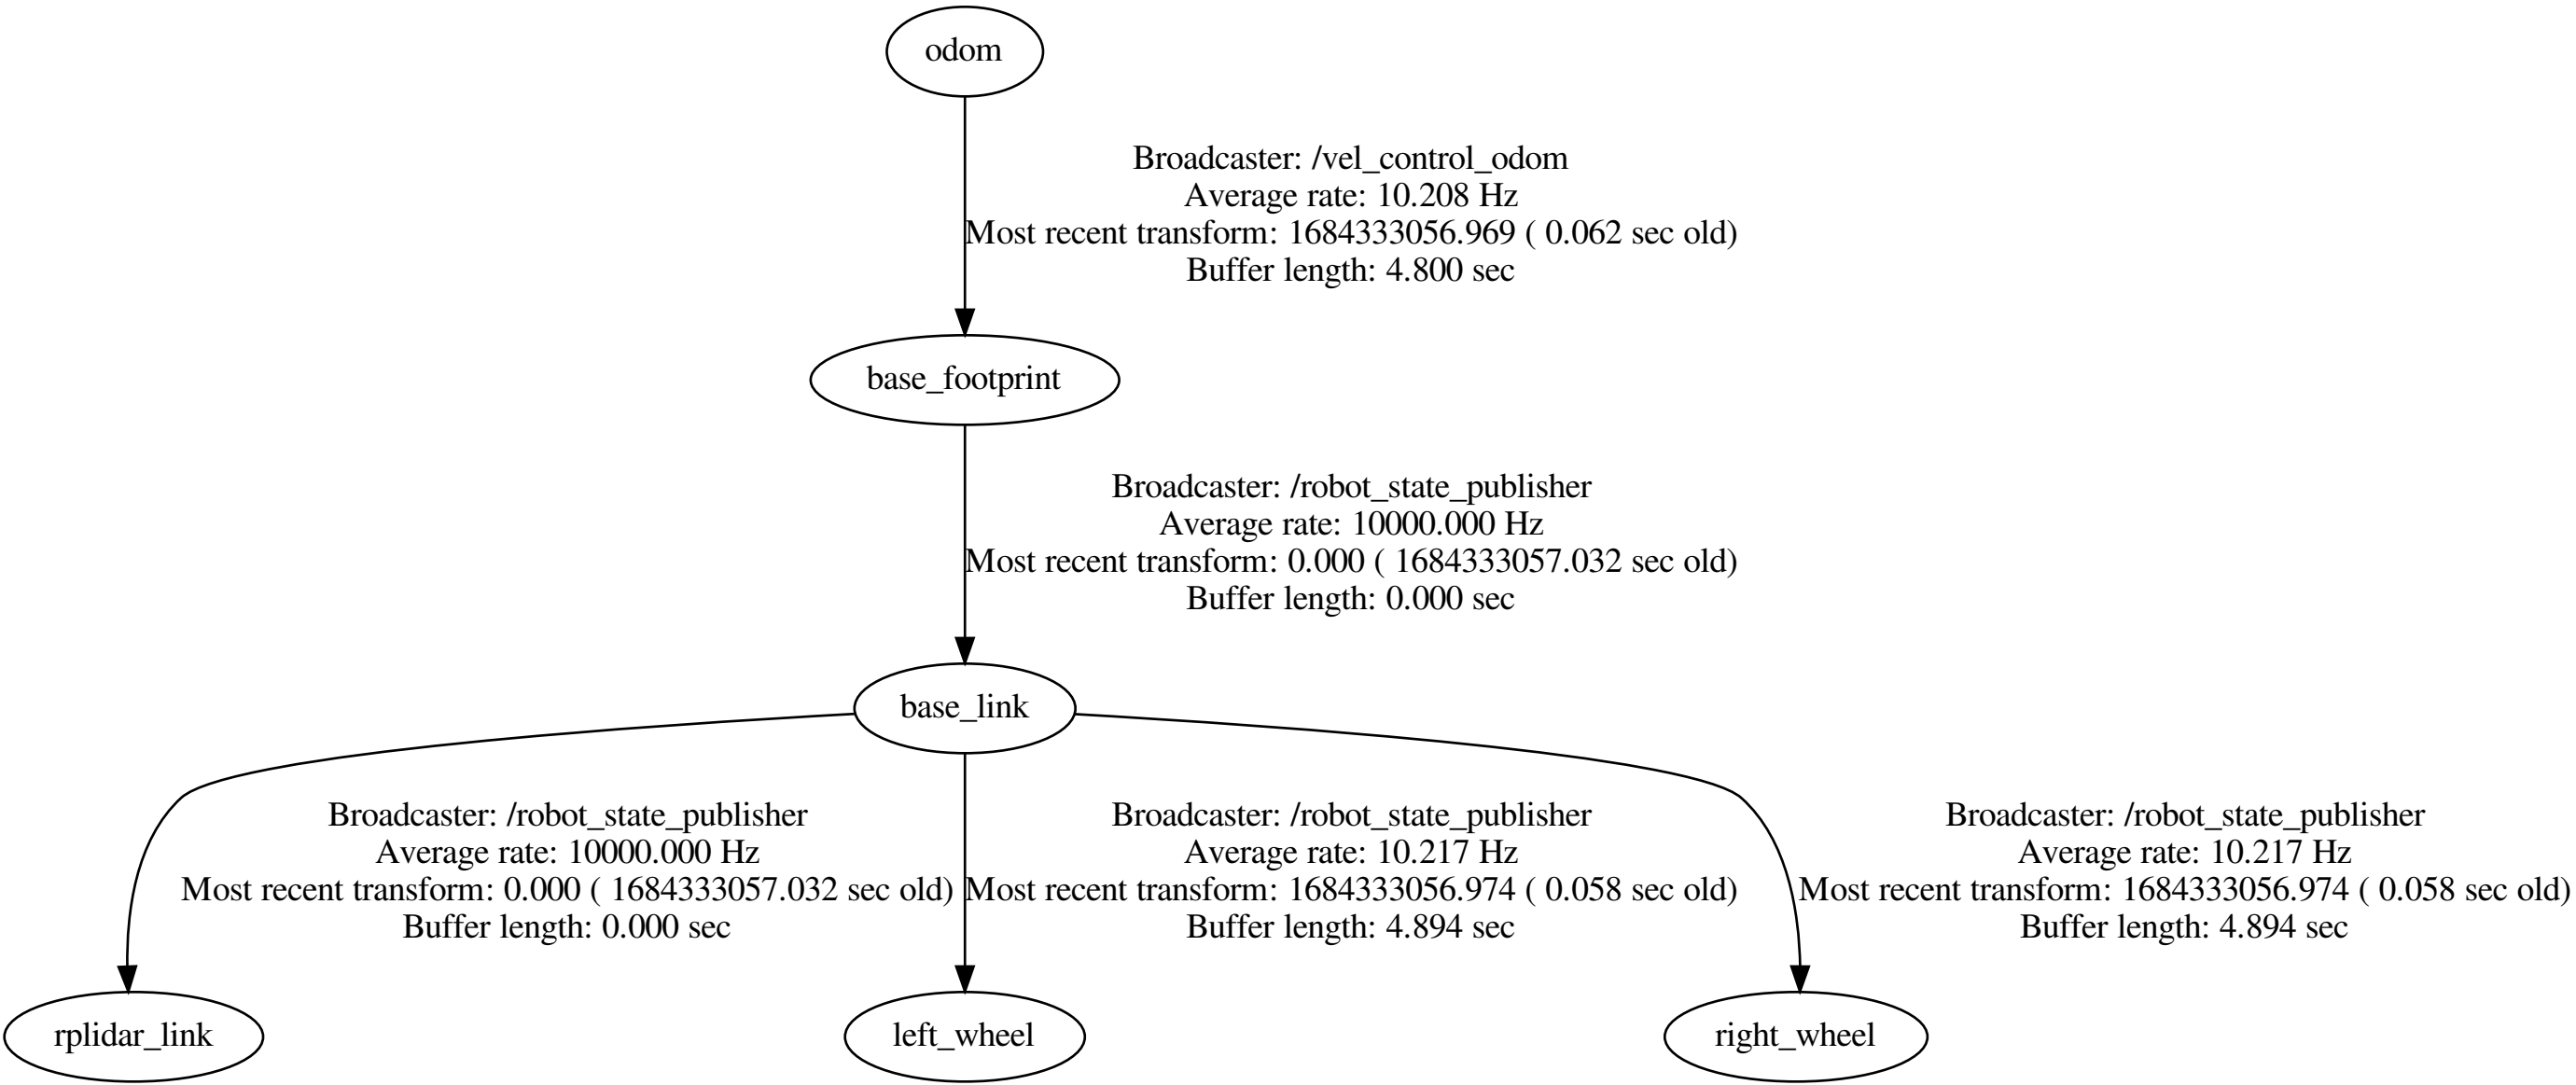 odom
Broadcaster: /vel_control_odom
Average rate: 10.208 Hz
Most recent transform: 1684333056.969 ( 0.062 sec old)
Buffer length: 4.800 sec
base_footprint
Broadcaster: /robot_state_publisher
Average rate: 10000.000 Hz
Most recent transform: 0.000 ( 1684333057.032 sec old)
Buffer length: 0.000 sec
base_link
Broadcaster: /robot_state_publisher
Average rate: 10000.000 Hz
Most recent transform: 0.000 ( 1684333057.032 sec old)
Buffer length: 0.000 sec
Broadcaster: /robot_state_publisher
Average rate: 10.217 Hz
Most recent transform: 1684333056.974 ( 0.058 sec old)
Buffer length: 4.894 sec
Broadcaster: /robot_state_publisher
Average rate: 10.217 Hz
Most recent transform: 1684333056.974 ( 0.058 sec old)
Buffer length: 4.894 sec
rplidar_link
left_wheel
right_wheel